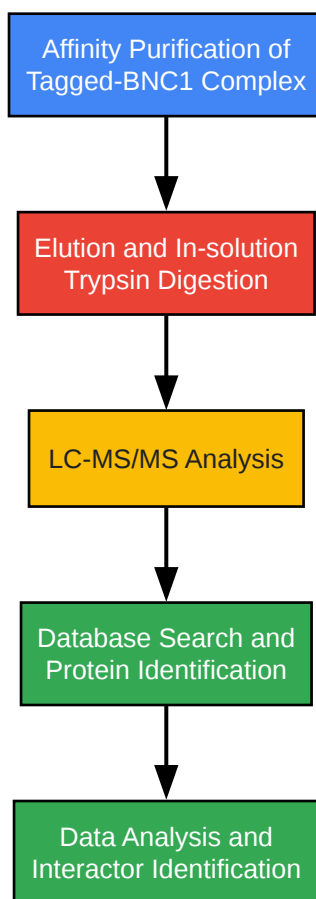 Affinity Purification of
Tagged-BNC1 Complex
Elution and In-solution
Trypsin Digestion
LC-MS/MS Analysis
Database Search and
Protein Identification
Data Analysis and
Interactor Identification